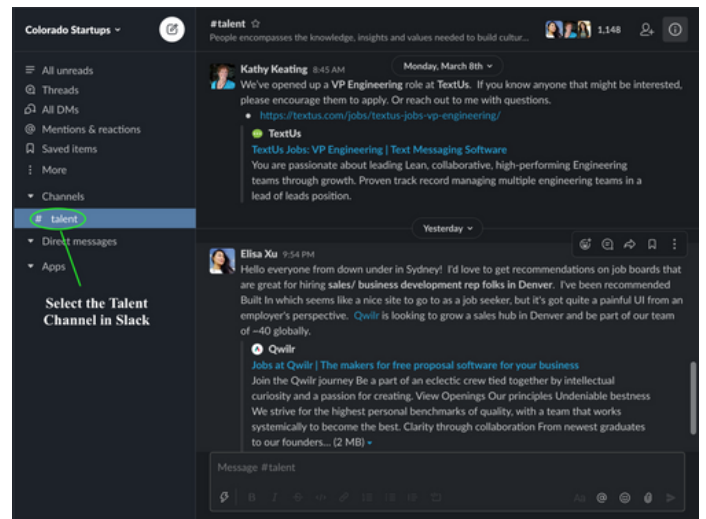 Colorado Startups
All unreads
Threads
All DMs
Mentions & reactions
Saved items
More
Channels
# talent
Direct messages
Apps
Select the Talent
Channel in Slack
#talent
1,148
People encompasses the knowledge, insights and values needed to build cultur...
Monday, March 8th
Kathy Keating 8:45 AM
We've opened up a VP Engineering role at TextUs. If you know anyone that might be interested,
please encourage them to apply. Or reach out to me with questions.
• https://textus.com/jobs/textus-jobs-vp-engineering/
TextUs
TextUs Jobs: VP Engineering | Text Messaging Software
You are passionate about leading Lean, collaborative, high-performing Engineering
teams through growth. Proven track record managing multiple engineering teams in a
lead of leads position.
Yesterday
Elisa Xu 9:54 PM
Hello everyone from down under in Sydney! I'd love to get recommendations on job boards that
are great for hiring sales/ business development rep folks in Denver. I've been recommended
Built In which seems like a nice site to go to as a job seeker, but it's got quite a painful UI from an
employer's perspective. Qwilr is looking to grow a sales hub in Denver and be part of our team
of ~40 globally.
Qwilr
Jobs at Qwilr | The makers for free proposal software for your business
Join the Qwilr journey Be a part of an eclectic crew tied together by intellectual
curiosity and a passion for creating. View Openings Our principles Undeniable bestness
We strive for the highest personal benchmarks of quality, with a team that works
systemically to become the best. Clarity through collaboration From newest graduates
to our founders... (2 MB)
Message #talent
B I S
Aa @